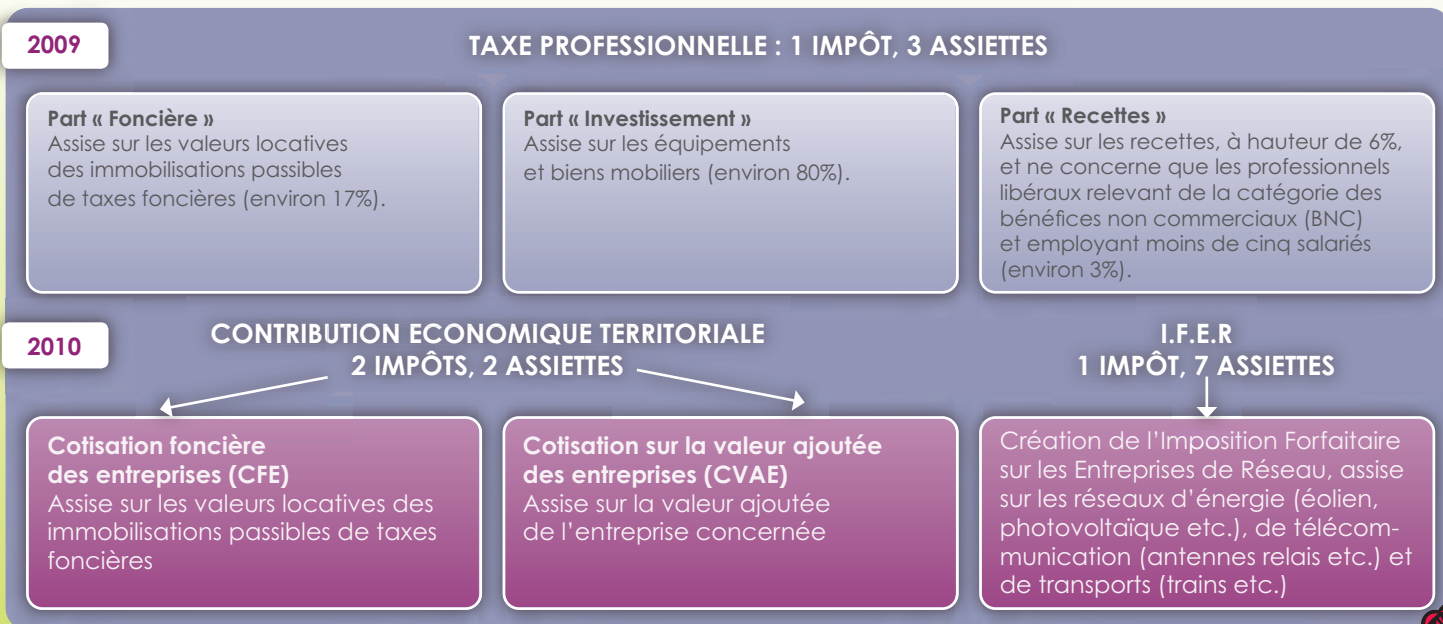 2009
TAXE PROFESSIONNELLE : 1 IMPÔT, 3 ASSIETTES
Part « Foncière »
Assise sur les valeurs locatives
des immobilisations passibles
de taxes foncières (environ 17%).
Part « Investissement »
Assise sur les équipements
et biens mobiliers (environ 80%).
Part « Recettes »
Assise sur les recettes, à hauteur de 6%,
et ne concerne que les professionnels
libéraux relevant de la catégorie des
bénéfices non commerciaux (BNC)
et employant moins de cinq salariés
(environ 3%).
2010
CONTRIBUTION ECONOMIQUE TERRITORIALE
2 IMPÔTS, 2 ASSIETTES
I.F.E.R
1 IMPÔT, 7 ASSIETTES
Cotisation foncière
des entreprises (CFE)
Assise sur les valeurs locatives des
immobilisations passibles de taxes
foncières
Cotisation sur la valeur ajoutée
des entreprises (CVAE)
Assise sur la valeur ajoutée
de l'entreprise concernée
Création de l'Imposition Forfaitaire
sur les Entreprises de Réseau, assise
sur les réseaux d'énergie (éolien,
photovoltaïque etc.), de télécom-
munication (antennes relais etc.) et
de transports (trains etc.)